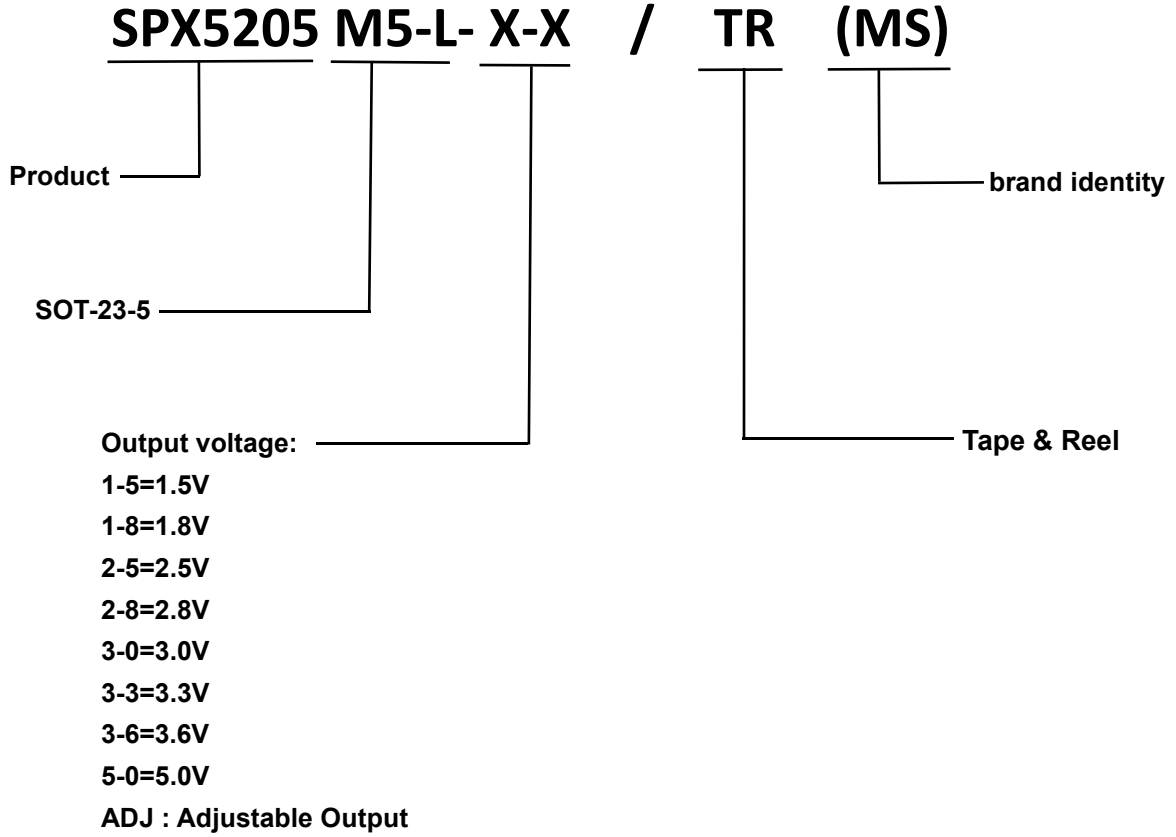 SPX5205 M5-L- X-X / TR (MS)
Product
brand identity
SOT-23-5
Output voltage:
Tape & Reel
1-5=1.5V
1-8=1.8V
2-5=2.5V
2-8=2.8V
3-0=3.0V
3-3=3.3V
3-6=3.6V
5-0=5.0V
ADJ : Adjustable Output